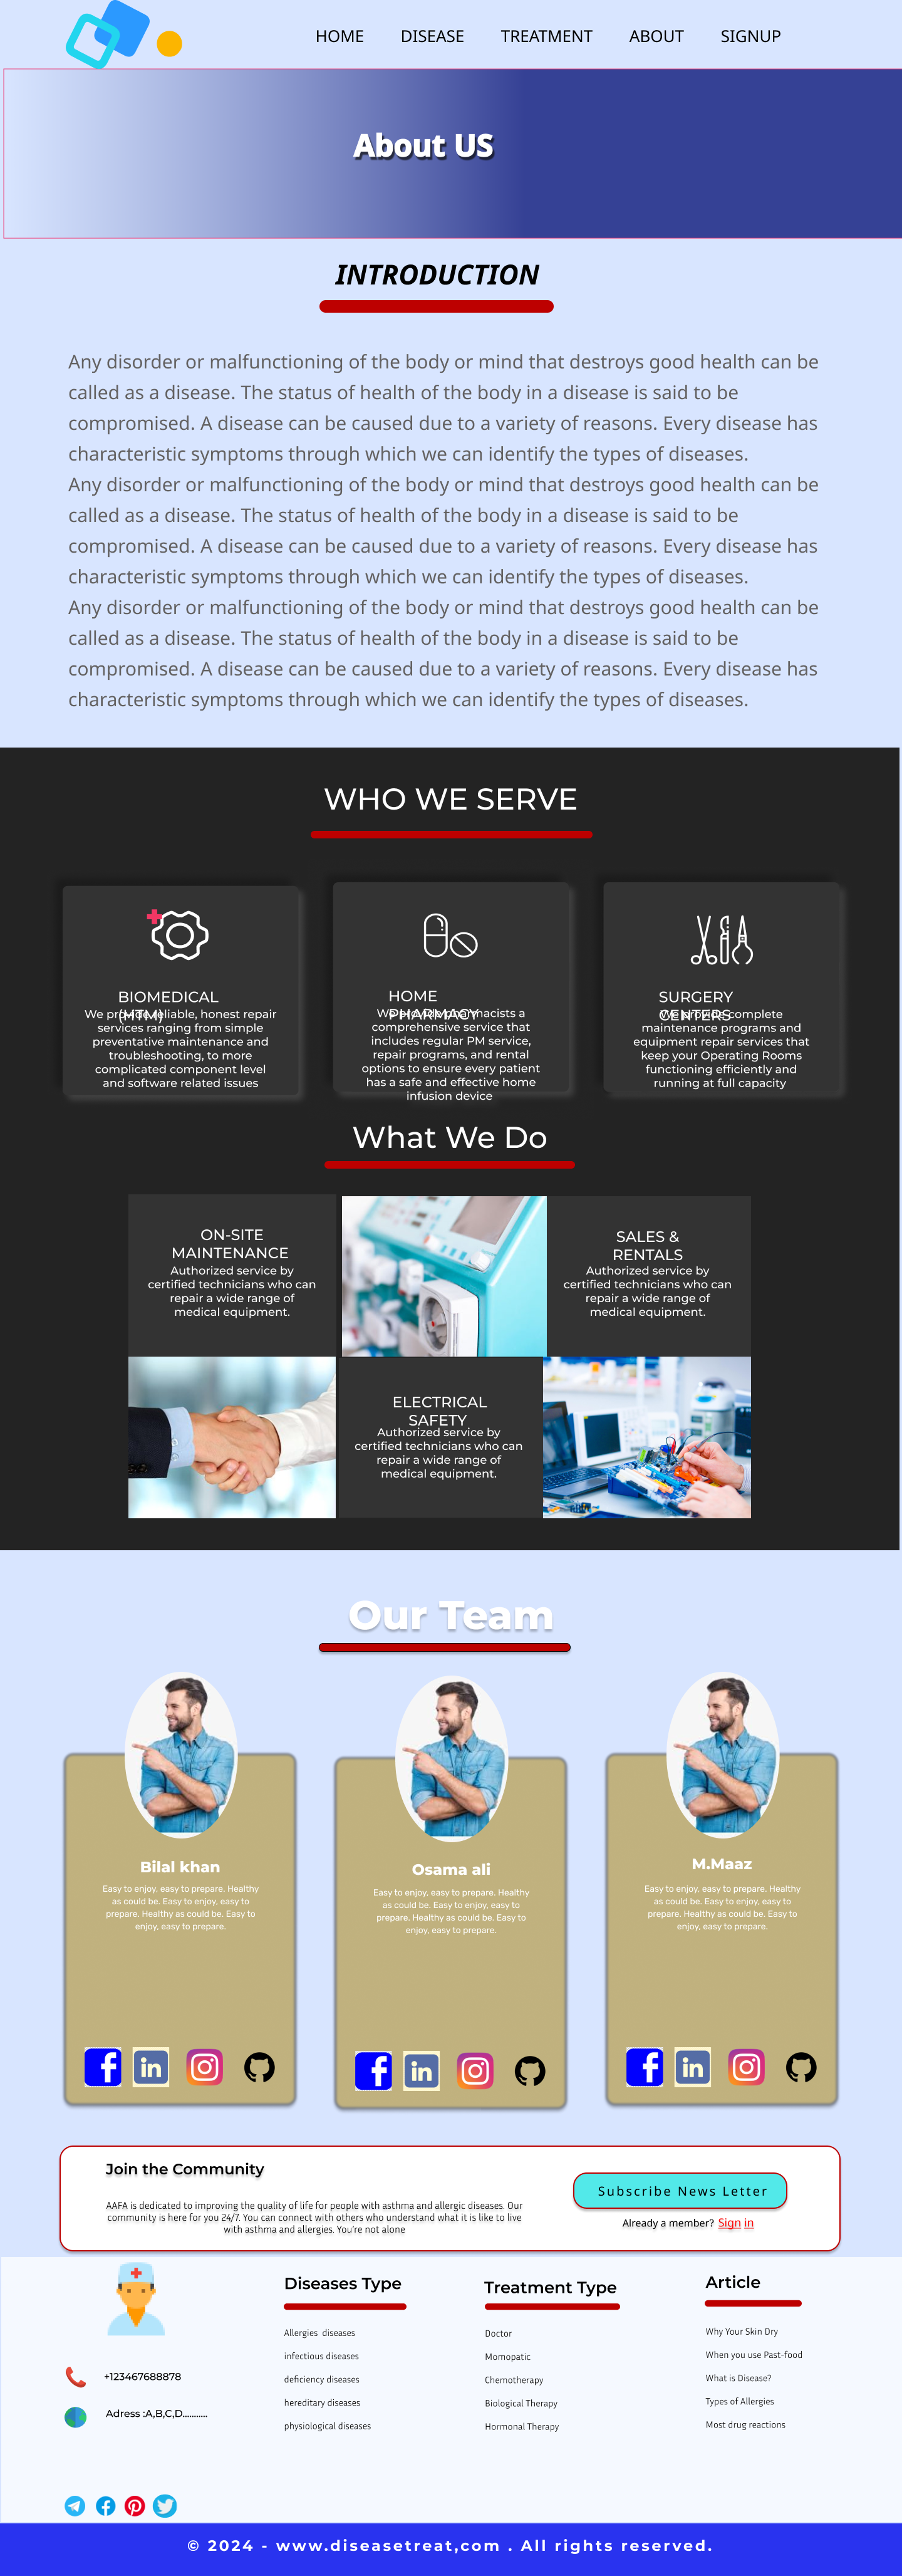 HOME DISEASE TREATMENT ABOUT SIGNUP
About US
INTRODUCTION
Any disorder or malfunctioning of the body or mind that destroys good health can be
called as a disease. The status of health of the body in a disease is said to be
compromised. A disease can be caused due to a variety of reasons. Every disease has
characteristic symptoms through which we can identify the types of diseases.
Any disorder or malfunctioning of the body or mind that destroys good health can be
called as a disease. The status of health of the body in a disease is said to be
compromised. A disease can be caused due to a variety of reasons. Every disease has
characteristic symptoms through which we can identify the types of diseases.
Any disorder or malfunctioning of the body or mind that destroys good health can be
called as a disease. The status of health of the body in a disease is said to be
compromised. A disease can be caused due to a variety of reasons. Every disease has
characteristic symptoms through which we can identify the types of diseases.
WHO WE SERVE
BIOMEDICAL
(HTM)
We provide reliable, honest repair
services ranging from simple
preventative maintenance and
troubleshooting, to more
complicated component level
and software related issues
HOME
PHARMACY
We provide pharmacists a
comprehensive service that
includes regular PM service,
repair programs, and rental
options to ensure every patient
has a safe and effective home
infusion device
SURGERY
CENTERS
We provide complete
maintenance programs and
equipment repair services that
keep your Operating Rooms
functioning efficiently and
running at full capacity
What We Do
ON-SITE
MAINTENANCE
Authorized service by
certified technicians who can
repair a wide range of
medical equipment.
SALES &
RENTALS
Authorized service by
certified technicians who can
repair a wide range of
medical equipment.
ELECTRICAL
SAFETY
Authorized service by
certified technicians who can
repair a wide range of
medical equipment.
Our Team
Bilal khan
Easy to enjoy, easy to prepare. Healthy
as could be. Easy to enjoy, easy to
prepare. Healthy as could be. Easy to
enjoy, easy to prepare.
Osama ali
Easy to enjoy, easy to prepare. Healthy
as could be. Easy to enjoy, easy to
prepare. Healthy as could be. Easy to
enjoy, easy to prepare.
M.Maaz
Easy to enjoy, easy to prepare. Healthy
as could be. Easy to enjoy, easy to
prepare. Healthy as could be. Easy to
enjoy, easy to prepare.
Join the Community
AAFA is dedicated to improving the quality of life for people with asthma and allergic diseases. Our
community is here for you 24/7. You can connect with others who understand what it is like to live
with asthma and allergies. You're not alone
Subscribe News Letter
Already a member? Sign in
+123467688878
Adress :A,B,C,D...........
Diseases Type
Allergies diseases
infectious diseases
deficiency diseases
hereditary diseases
physiological diseases
Treatment Type
Doctor
Momopatic
Chemotherapy
Biological Therapy
Hormonal Therapy
Article
Why Your Skin Dry
When you use Past-food
What is Disease?
Types of Allergies
Most drug reactions
© 2024 - www.diseasetreat,com . All rights reserved.